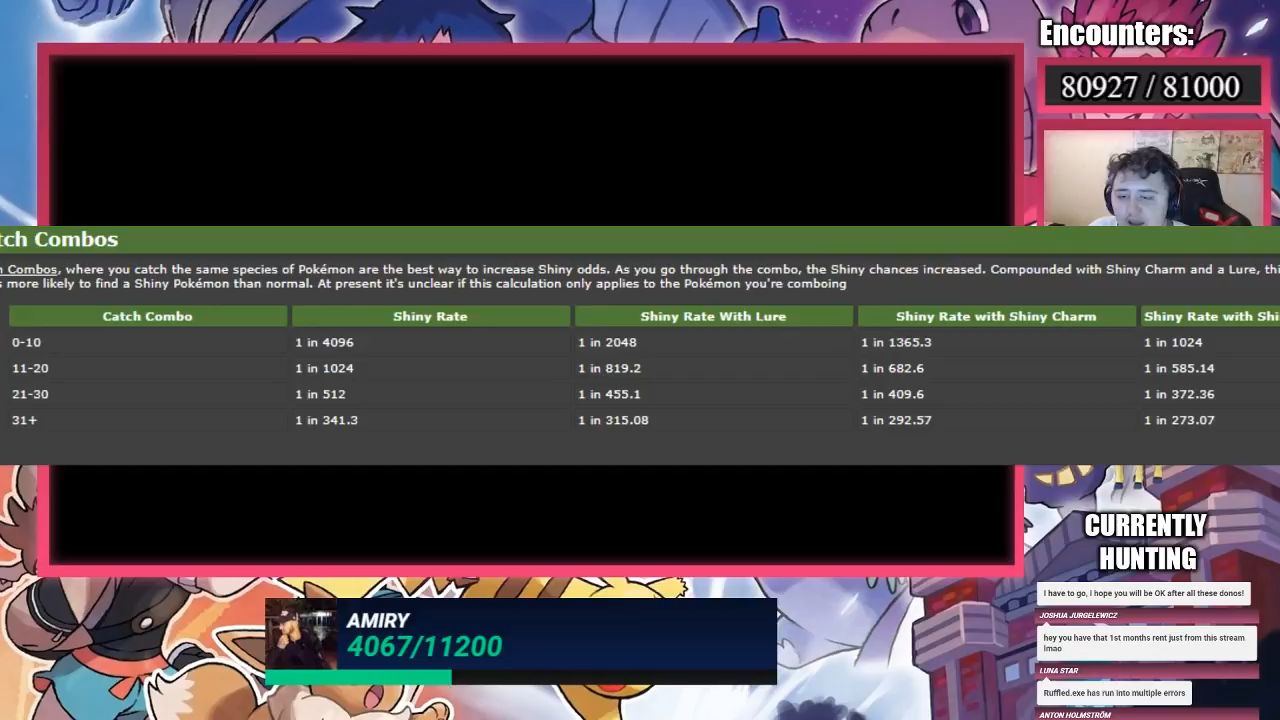 Encounters:
80927 / 81000
tch Combos
n Combos, where you catch the same species of Pokémon are the best way to increase Shiny odds. As you go through the combo, the Shiny chances increased. Compounded with Shiny Charm and a Lure, thi
s more likely to find a Shiny Pokémon than normal. At present it's unclear if this calculation only applies to the Pokémon you're comboing
Catch Combo Shiny Rate Shiny Rate With Lure Shiny Rate with Shiny Charm Shiny Rate with Shi
0-10 1 in 4096 1 in 2048 1 in 1365.3 1 in 1024
11-20 1 in 1024 1 in 819.2 1 in 682.6 1 in 585.14
21-30 1 in 512 1 in 455.1 1 in 409.6 1 in 372.36
31+ 1 in 341.3 1 in 315.08 1 in 292.57 1 in 273.07
CURRENTLY
HUNTING
I have to go, i hope you will be OK after all these donos!
JOSHUA JURGELEWICZ
hey you have that 1st months rent just from this stream
lmao
LUNA STAR
Ruffled.exe has run into multiple errors
ANTON HOLMSTRÖM
AMIRY
4067/11200